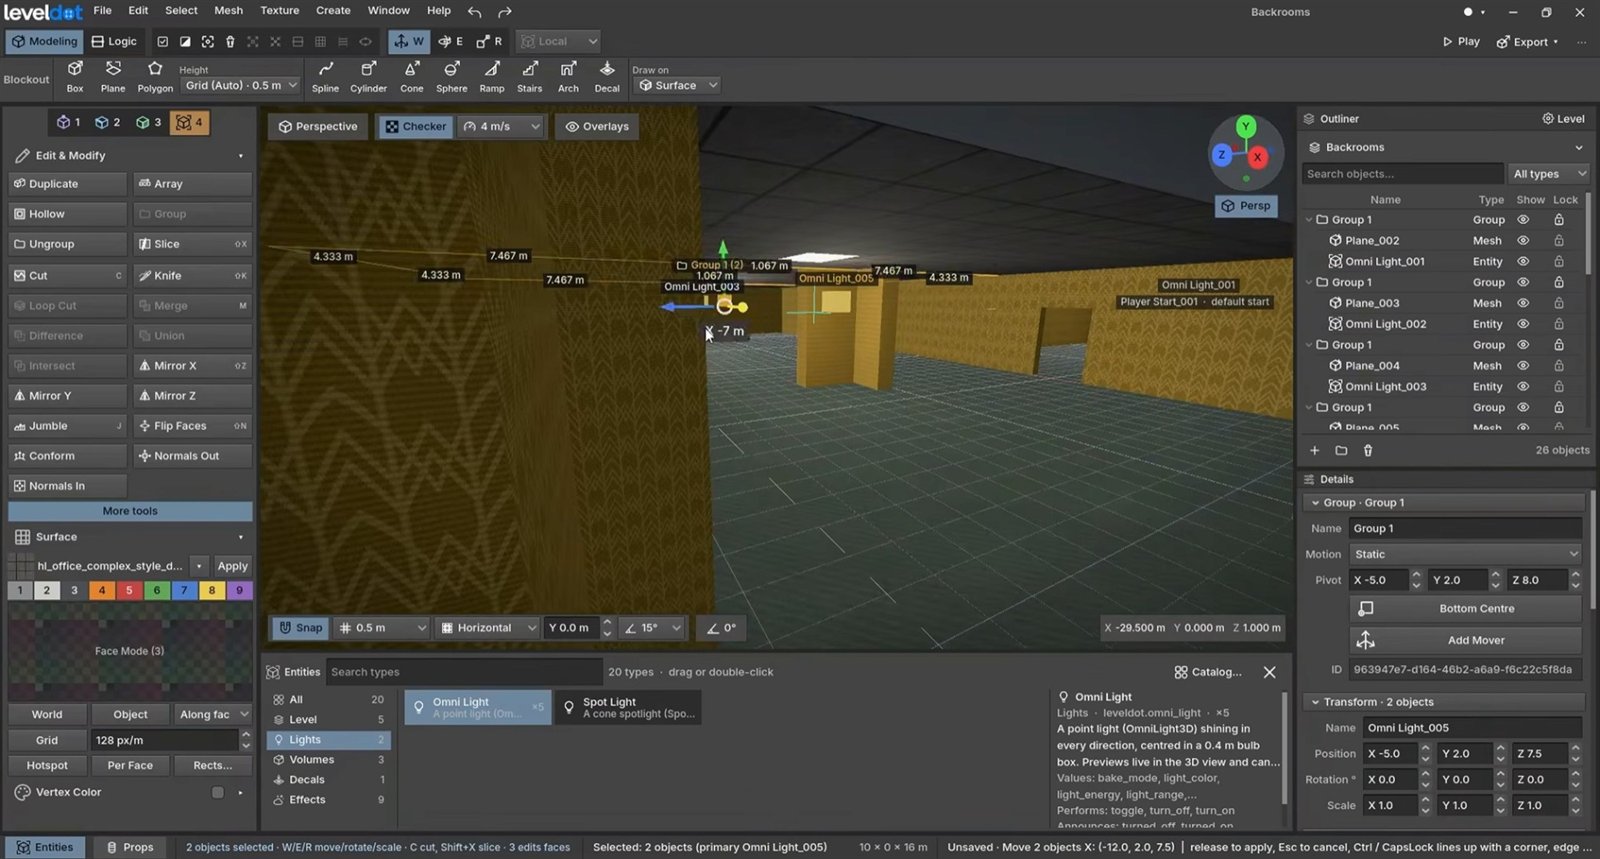 leveldot File Edit Select Mesh Texture Create Window Help Backrooms
Modeling Logic W E R Local Play Export
Blockout Box Plane Polygon Height Grid (Auto) · 0.5 m Spline Cylinder Cone Sphere Ramp Stairs Arch Decal Draw on Surface
1 2 3 4
Edit & Modify
Duplicate Array
Hollow Group
Ungroup Slice ⇧X
Cut C Knife ⇧K
Loop Cut Merge M
Difference Union
Intersect Mirror X ⇧Z
Mirror Y Mirror Z
Jumble J Flip Faces ⇧N
Conform Normals Out
Normals In
More tools
Surface
hl_office_complex_style_d... Apply
1 2 3 4 5 6 7 8 9
Face Mode (3)
World Object Along fac
Grid 128 px/m
Hotspot Per Face Rects...
Vertex Color
Perspective Checker 4 m/s Overlays
Y
Z X
Persp
4.333 m 7.467 m
4.333 m 7.467 m
Group 1 (2) 1.067 m
1.067 m
Omni Light_003
Omni Light_005
7.467 m 4.333 m
Omni Light_001
Player Start_001 · default start
X -7 m
Snap 0.5 m Horizontal Y 0.0 m 15° 0°
X -29.500 m Y 0.000 m Z 1.000 m
Entities Search types 20 types · drag or double-click Catalog...
All 20
Level 5
Lights 2
Volumes 3
Decals 1
Effects 9
Omni Light ×5
A point light (Om...
Spot Light
A cone spotlight (Spo...
Omni Light
Lights · leveldot.omni_light · ×5
A point light (OmniLight3D) shining in
every direction, centred in a 0.4 m bulb
box. Previews live in the 3D view and can...
Values: bake_mode, light_color,
light_energy, light_range,...
Performs: toggle, turn_off, turn_on
Announces: turned_off, turned_on
Outliner Level
Backrooms
Search objects... All types
Name Type Show Lock
Group 1 Group
Plane_002 Mesh
Omni Light_001 Entity
Group 1 Group
Plane_003 Mesh
Omni Light_002 Entity
Group 1 Group
Plane_004 Mesh
Omni Light_003 Entity
Group 1 Group
Plane_005 Mesh
26 objects
Details
Group · Group 1
Name Group 1
Motion Static
Pivot X -5.0 Y 2.0 Z 8.0
Bottom Centre
Add Mover
ID 963947e7-d164-46b2-a6a9-f6c22c5f8da
Transform · 2 objects
Name Omni Light_005
Position X -5.0 Y 2.0 Z 7.5
Rotation ° X 0.0 Y 0.0 Z 0.0
Scale X 1.0 Y 1.0 Z 1.0
Entities Props 2 objects selected · W/E/R move/rotate/scale · C cut, Shift+X slice · 3 edits faces Selected: 2 objects (primary Omni Light_005) 10 × 0 × 16 m Unsaved · Move 2 objects X: (-12.0, 2.0, 7.5) | release to apply, Esc to cancel, Ctrl / CapsLock lines up with a corner, edge ...